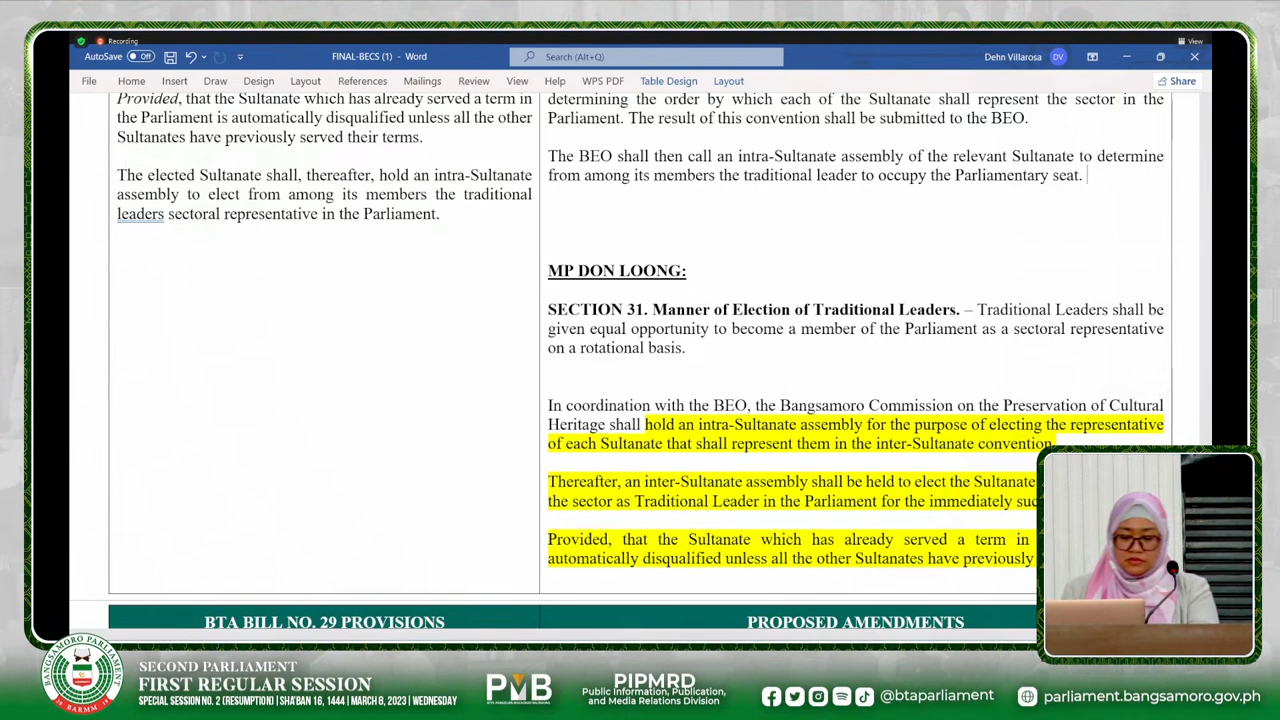 Recording
View
AutoSave Off
FINAL-BECS (1) - Word
Search (Alt+Q)
Dehn Villarosa
DV
File Home Insert Draw Design Layout References Mailings Review View Help WPS PDF Table Design Layout
Share
Provided, that the Sultanate which has already served a term in
the Parliament is automatically disqualified unless all the other
Sultanates have previously served their terms.
The elected Sultanate shall, thereafter, hold an intra-Sultanate
assembly to elect from among its members the traditional
leaders sectoral representative in the Parliament.
determining the order by which each of the Sultanate shall represent the sector in the
Parliament. The result of this convention shall be submitted to the BEO.
The BEO shall then call an intra-Sultanate assembly of the relevant Sultanate to determine
from among its members the traditional leader to occupy the Parliamentary seat.
MP DON LOONG:
SECTION 31. Manner of Election of Traditional Leaders. – Traditional Leaders shall be
given equal opportunity to become a member of the Parliament as a sectoral representative
on a rotational basis.
In coordination with the BEO, the Bangsamoro Commission on the Preservation of Cultural
Heritage shall hold an intra-Sultanate assembly for the purpose of electing the representative
of each Sultanate that shall represent them in the inter-Sultanate convention.
Thereafter, an inter-Sultanate assembly shall be held to elect the Sultanate
the sector as Traditional Leader in the Parliament for the immediately
Provided, that the Sultanate which has already served a term in
automatically disqualified unless all the other Sultanates have previously
BTA BILL NO. 29 PROVISIONS
PROPOSED AMENDMENTS
BANGSAMORO PARLIAMENT
SECOND PARLIAMENT
FIRST REGULAR SESSION
SPECIAL SESSION NO. 2 (RESUMPTION) | SHA'BAN 16, 1444 | MARCH 8, 2023 | WEDNESDAY
PMB
PIPMRD
Public Information, Publication,
and Media Relations Division
@btaparliament
parliament.bangsamoro.gov.ph